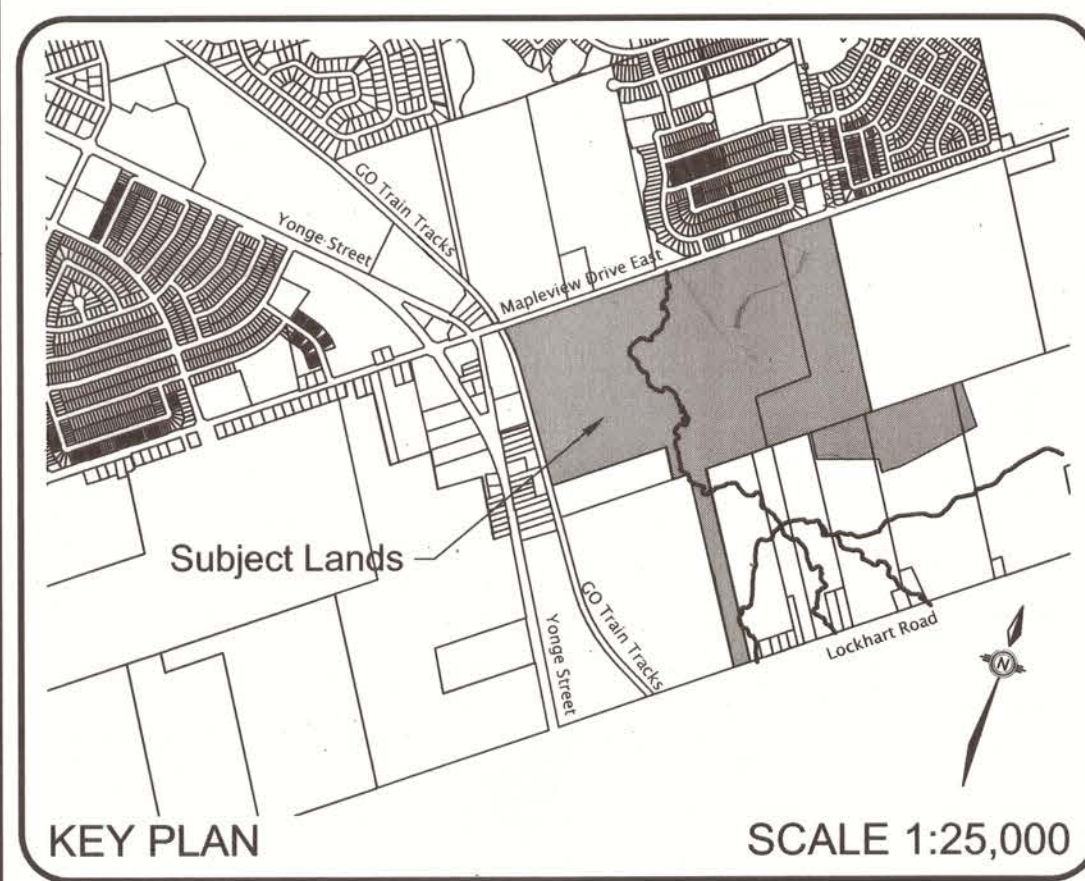 GO Train Tracks
Yonge Street
Mapleview Drive East
Subject Lands
GO Train Tracks
Yonge Street
Lockhart Road
N
KEY PLAN
SCALE 1:25,000